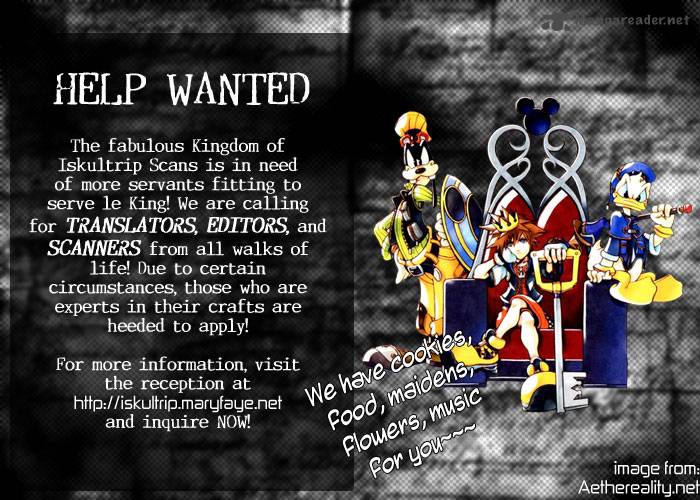 HELP WANTED
The fabulous Kingdom of
Iskultrip Scans is in need
of more servants fitting to
serve le King! We are calling
for TRANSLATORS, EDITORS, and
SCANNERS from all walks of
life! Due to certain
circumstances, those who are
experts in their crafts are
heeded to apply!
For more information, visit
the reception at
http://iskultrip.maryfaye.net
and inquire NOW!
We have cookies,
food, maidens,
flowers, music
for you~~~
image from:
Aethereality.net